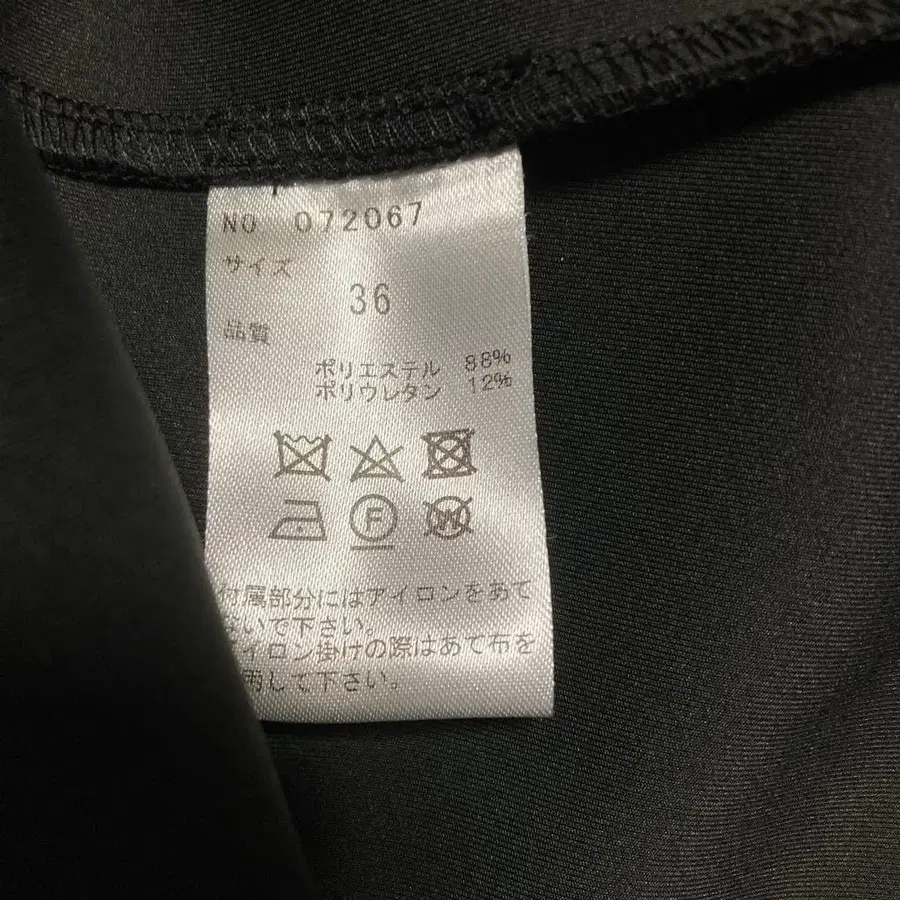 NO 072067
サイズ
36
品質
ポリエステル 88%
ポリウレタン 12%
F
W
付属部分にはアイロンをあて
ないで下さい
アイロン掛けの際はあて布を
用して下さい。